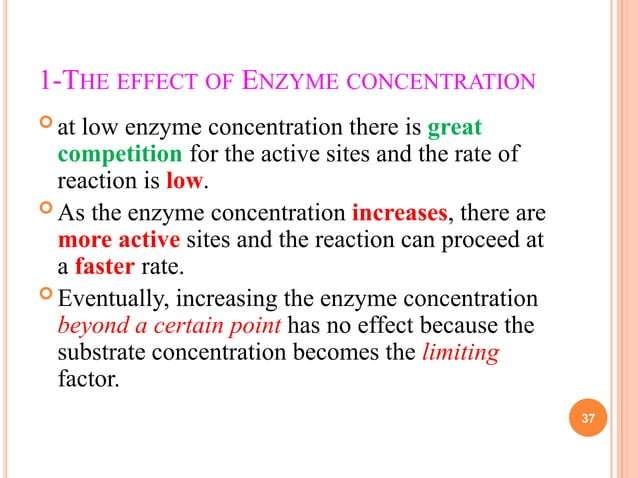 1-THE EFFECT OF ENZYME CONCENTRATION
at low enzyme concentration there is great
competition for the active sites and the rate of
reaction is low.
As the enzyme concentration increases, there are
more active sites and the reaction can proceed at
a faster rate.
Eventually, increasing the enzyme concentration
beyond a certain point has no effect because the
substrate concentration becomes the limiting
factor.
37